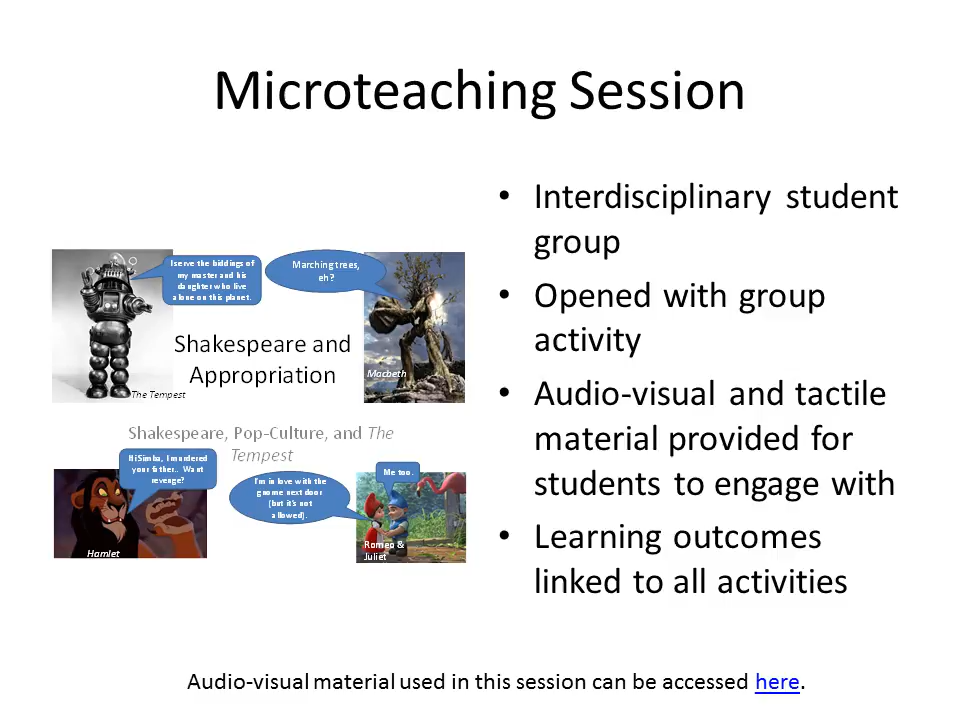 Microteaching Session
I serve the biddings of
my master and his
daughter who live
alone on this planet.
Marching trees,
eh?
Shakespeare and
Appropriation
The Tempest
Macbeth
Shakespeare, Pop-Culture, and The
Tempest
Hi Simba, I murdered
your father.. Want
revenge?
Hamlet
I'm in love with the
gnome next door
(but it's not
allowed).
Me too.
Romeo &
Juliet
• Interdisciplinary student
group
• Opened with group
activity
• Audio-visual and tactile
material provided for
students to engage with
• Learning outcomes
linked to all activities
Audio-visual material used in this session can be accessed here.